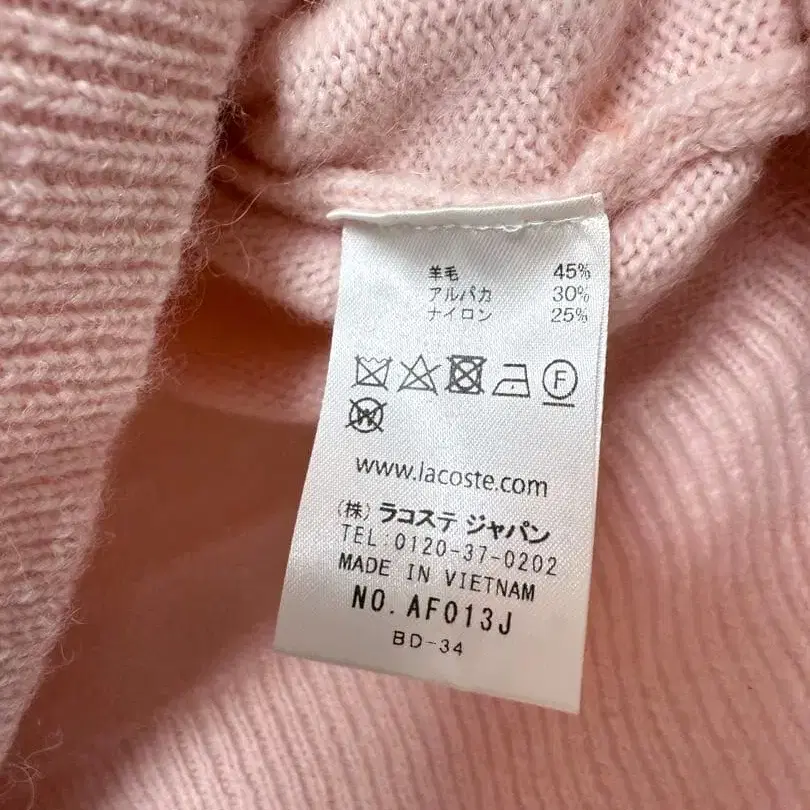 羊毛 45%
アルパカ 30%
ナイロン 25%
F
W
www.lacoste.com
(株) ラコステ ジャパン
TEL:0120-37-0202
MADE IN VIETNAM
NO. AF013J
BD-34